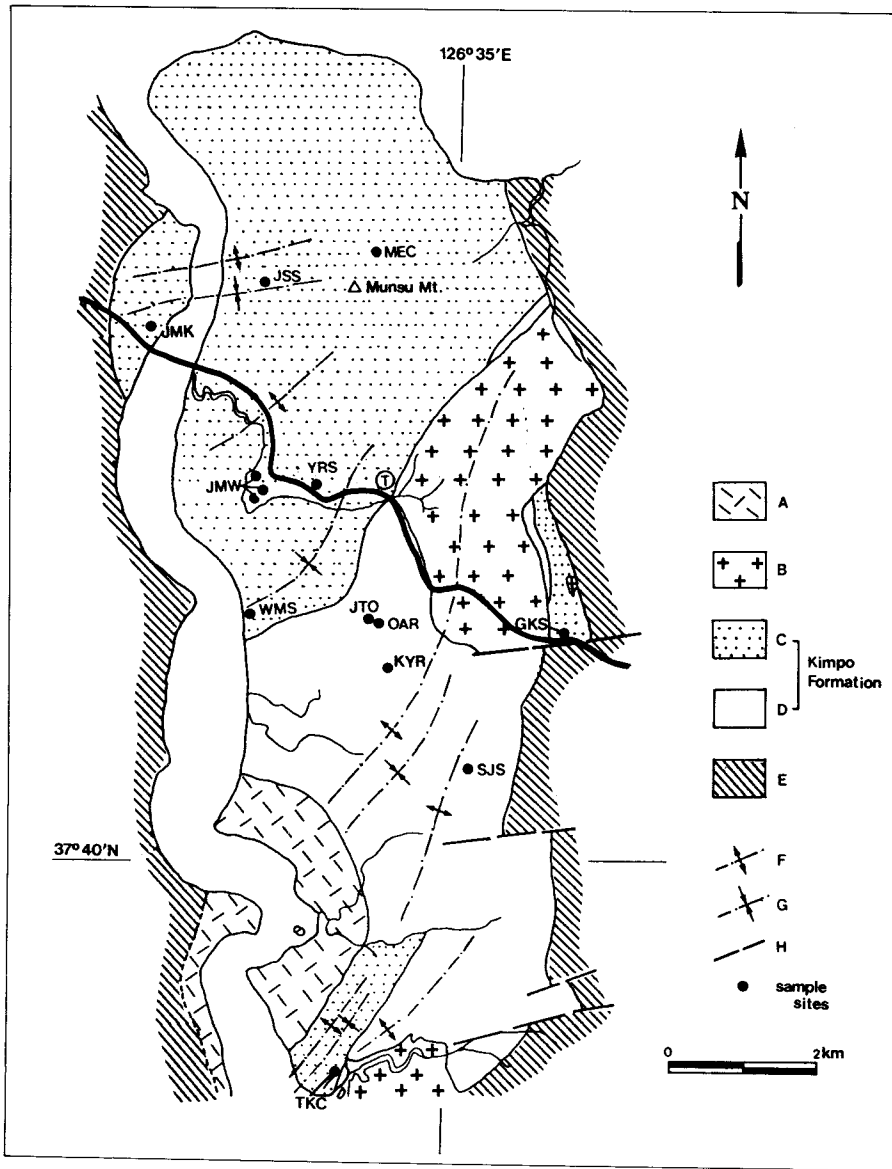 126° 35'E
N
MEC
JSS
Munsu Mt.
JMK
T
YRS
JMW
A
B
WMS
JTO
OAR
GKS
C
KYR
Kimpo
Formation
D
SJS
E
37° 40'N
F
G
H
sample
sites
0
2km
TKC